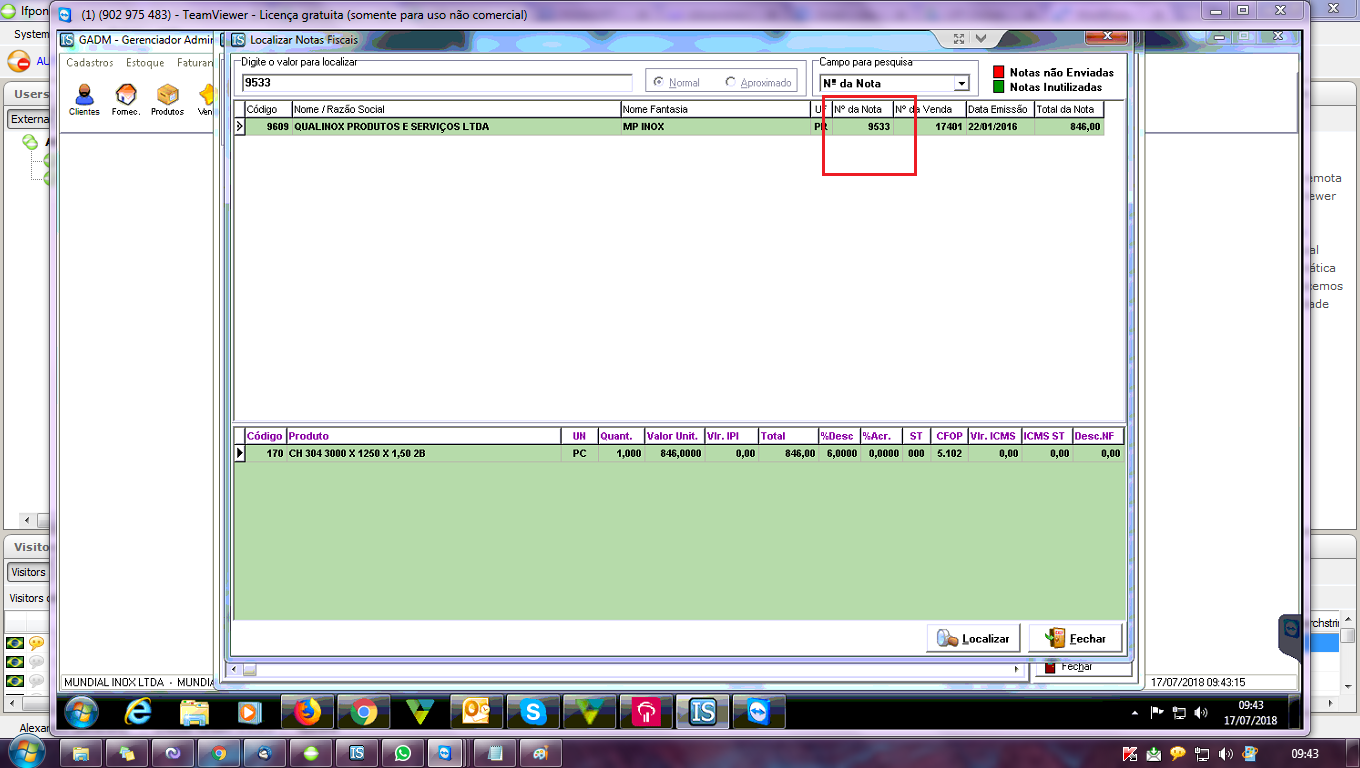 Ifpon
(1) (902 975 483) - TeamViewer - Licença gratuita (somente para uso não comercial)
System
GADM - Gerenciador Admin
Localizar Notas Fiscais
Cadastros Estoque Faturam
Digite o valor para localizar
Campo para pesquisa
9533
Normal
Aproximado
Nº da Nota
Notas não Enviadas
Notas Inutilizadas
Users
Externa
Clientes Fornec. Produtos Ven
Código Nome / Razão Social Nome Fantasia UF Nº da Nota Nº da Venda Data Emissão Total da Nota
9609 QUALINOX PRODUTOS E SERVIÇOS LTDA MP INOX PR 9533 17401 22/01/2016 846,00
emota
ewer
al
ática
emos
ade
Código Produto UN Quant. Valor Unit. Vlr. IPI Total %Desc %Acr. ST CFOP Vlr. ICMS ICMS ST Desc.NF
170 CH 304 3000 X 1250 X 1,50 2B PC 1,000 846,0000 0,00 846,00 6,0000 0,0000 000 5.102 0,00 0,00 0,00
Visito
Visitors
Visitors o
Localizar
Fechar
Fechar
MUNDIAL INOX LTDA - MUNDIA
17/07/2018 09:43:15
09:43
17/07/2018
Alexar
09:43